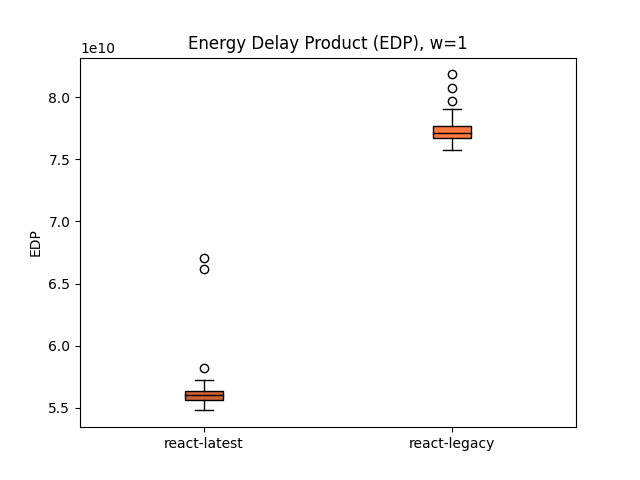 Energy Delay Product (EDP), w=1
1e10
8.0
7.5
7.0
6.5
6.0
5.5
EDP
react-latest
react-legacy